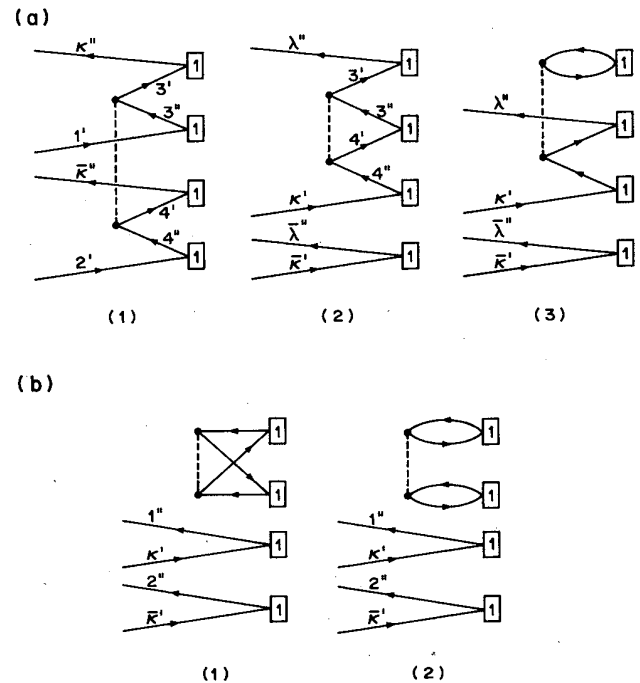 (a)
κ" 1 3' 3" 1' 1 κ̄" 1 4' 4" 2' 1
λ" 1 3' 3" 1 4' 4" κ' 1 λ̄" κ̄' 1
1 λ" 1 κ' 1 λ̄" κ̄' 1
(1) (2) (3)
(b)
1 1 1" κ' 1 2" κ̄' 1
1 1 1" κ' 1 2" κ̄' 1
(1) (2)